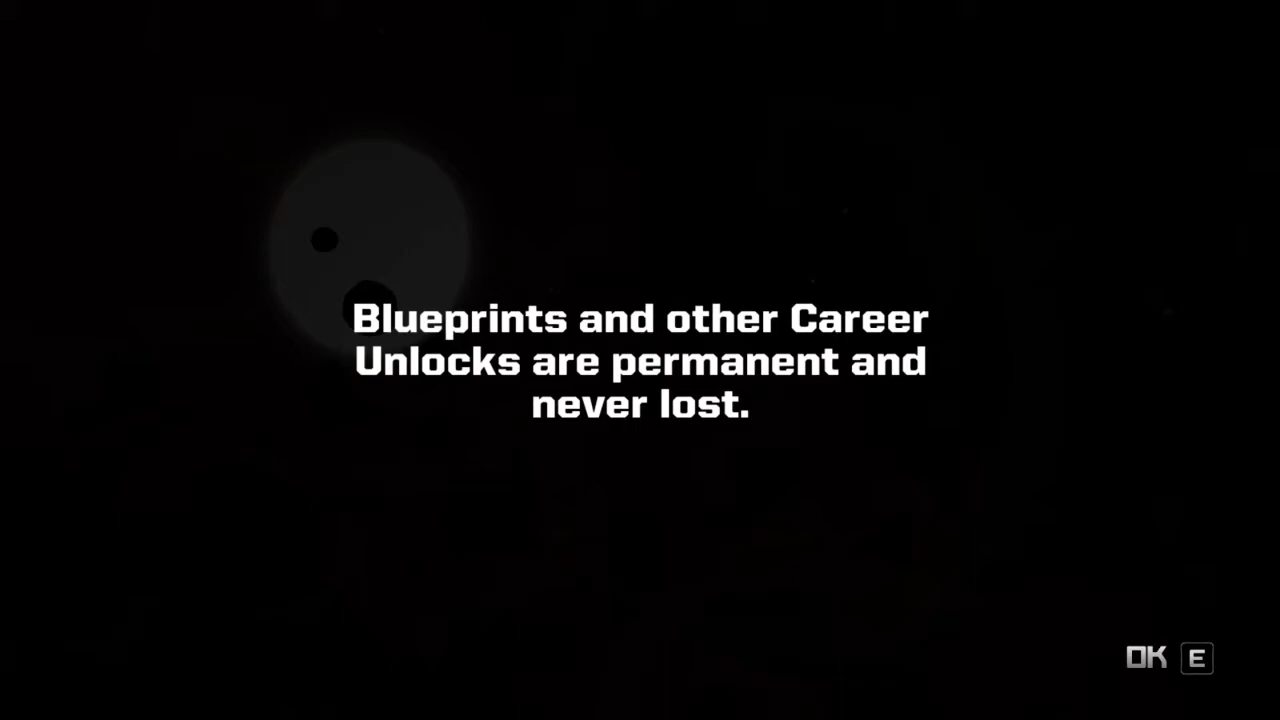 Blueprints and other Career
Unlocks are permanent and
never lost.
OK E